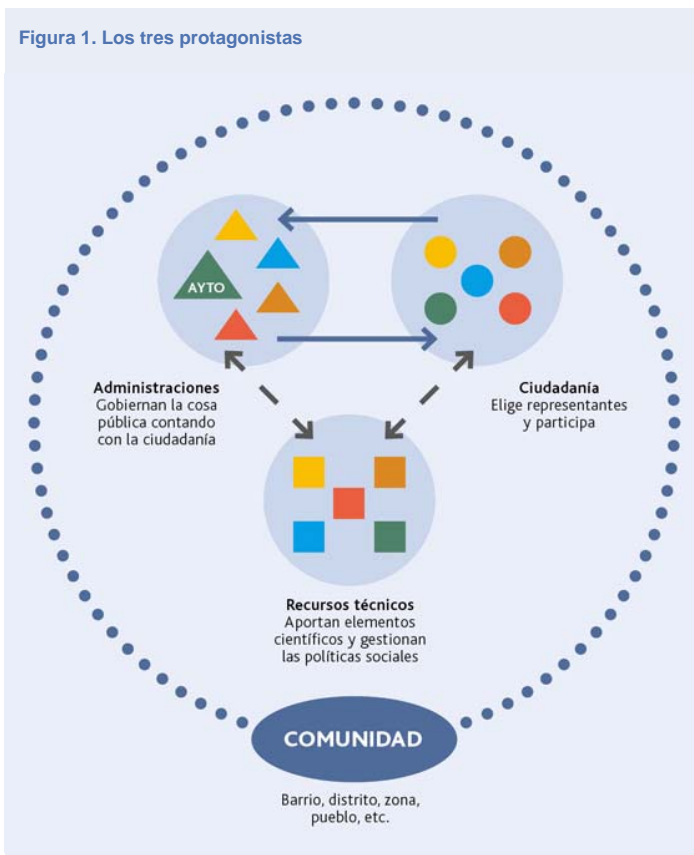 Figura 1. Los tres protagonistas
AYTO
Administraciones
Gobiernan la cosa
pública contando
con la ciudadanía
Ciudadanía
Elige representantes
y participa
Recursos técnicos
Aportan elementos
científicos y gestionan
las políticas sociales
COMUNIDAD
Barrio, distrito, zona,
pueblo, etc.